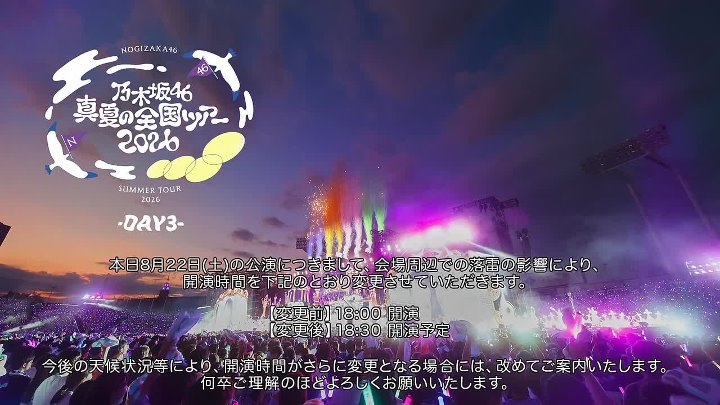 NOGIZAKA46
46
乃木坂46
真夏の全国ツアー
2026
N
SUMMER TOUR
2026
-DAY3-
本日8月22日(土)の公演につきまして、会場周辺での落雷の影響により、
開演時間を下記のとおり変更させていただきます。
【変更前】18:00 開演
【変更後】18:30 開演予定
今後の天候状況等により、開演時間がさらに変更となる場合には、改めてご案内いたします。
何卒ご理解のほどよろしくお願いいたします。